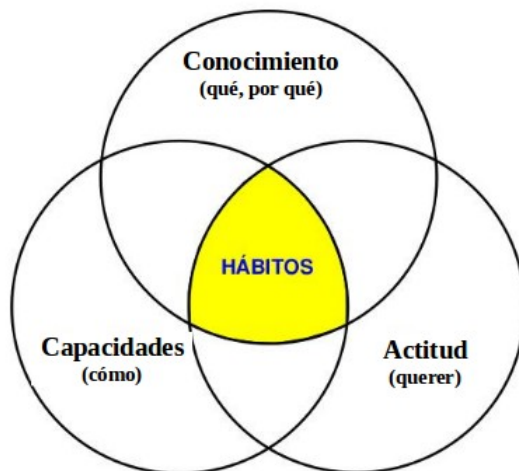 Conocimiento
(qué, por qué)
HÁBITOS
Capacidades
(cómo)
Actitud
(querer)